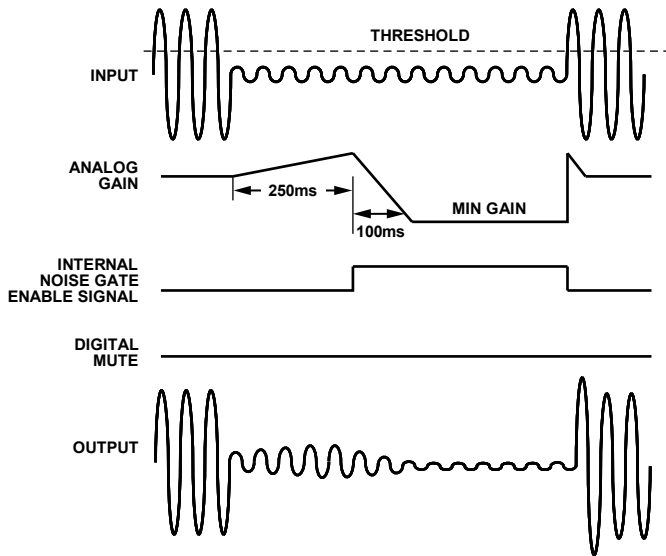 THRESHOLD
INPUT
ANALOG
GAIN
250ms
MIN GAIN
100ms
INTERNAL
NOISE GATE
ENABLE SIGNAL
DIGITAL
MUTE
OUTPUT